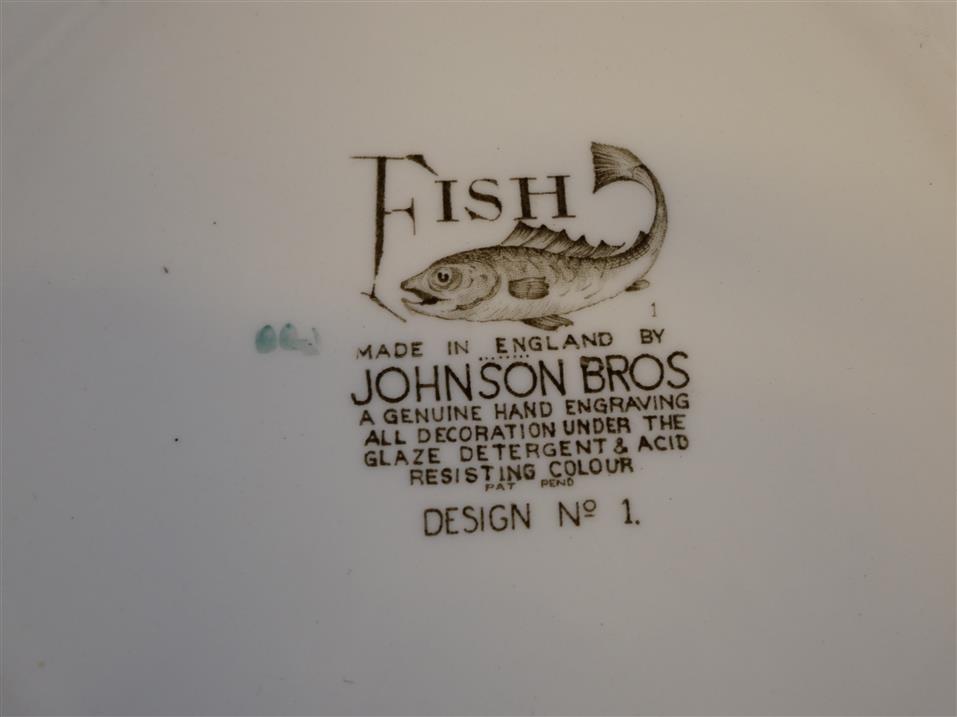 FISH
1
MADE IN ENGLAND BY
JOHNSON BROS
A GENUINE HAND ENGRAVING
ALL DECORATION UNDER THE
GLAZE DETERGENT & ACID
RESISTING COLOUR
PAT PEND
DESIGN Nº 1.